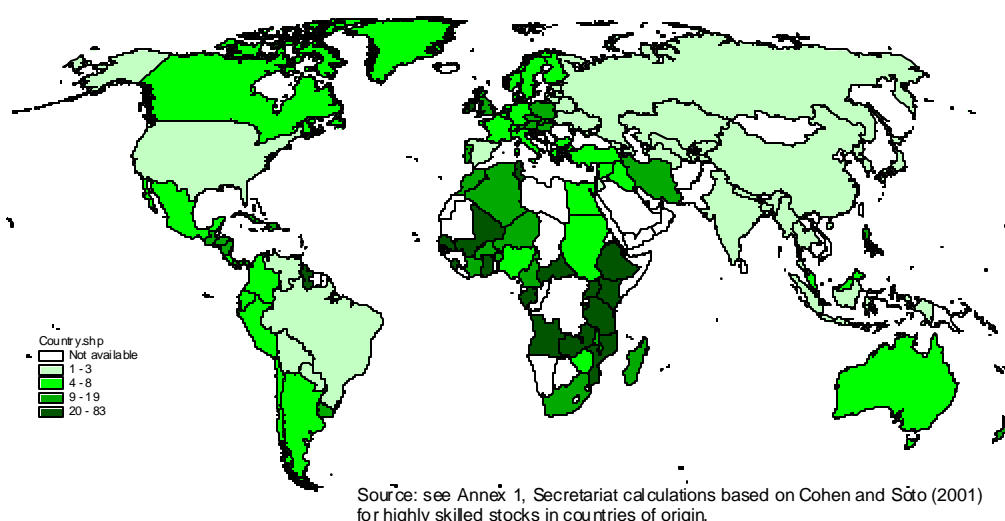 Country.shp
Not available
1 - 3
4 - 8
9 - 19
20 - 83
Source: see Annex 1, Secretariat calculations based on Cohen and Soto (2001)
for highly skilled stocks in countries of origin.